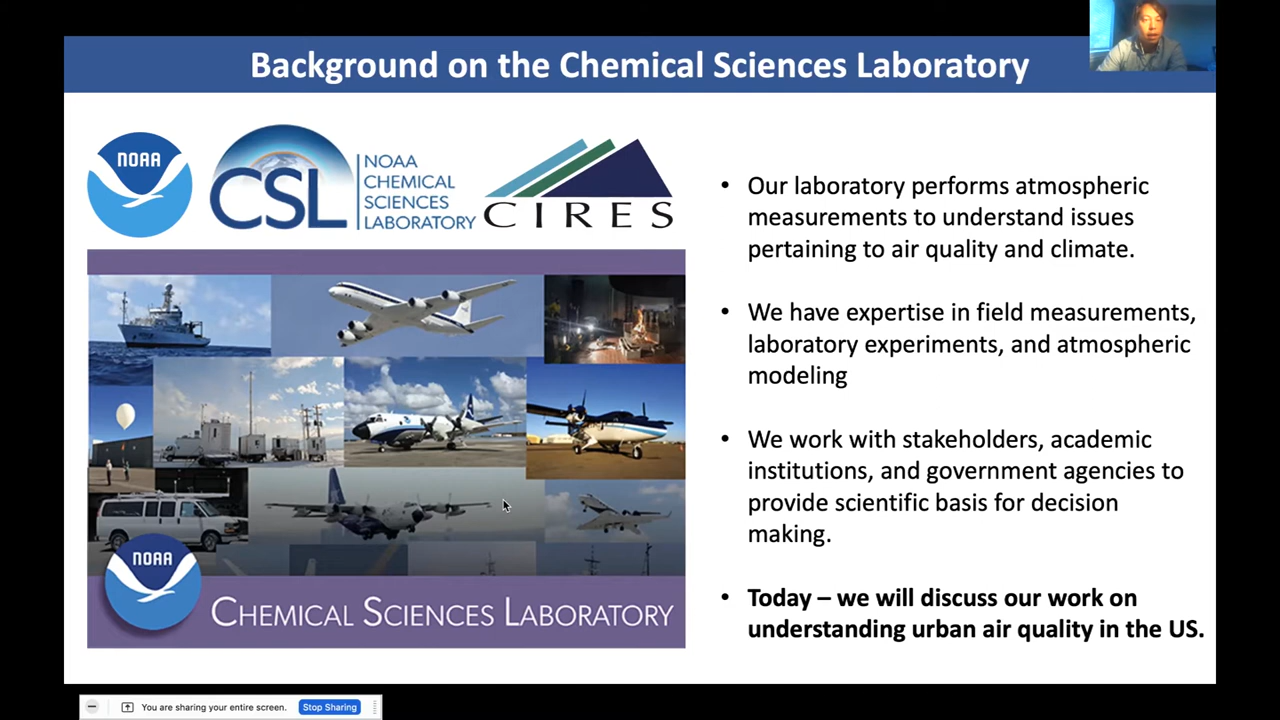 Background on the Chemical Sciences Laboratory
NOAA
CSL
NOAA
CHEMICAL
SCIENCES
LABORATORY
CIRES
• Our laboratory performs atmospheric
measurements to understand issues
pertaining to air quality and climate.
• We have expertise in field measurements,
laboratory experiments, and atmospheric
modeling
• We work with stakeholders, academic
institutions, and government agencies to
provide scientific basis for decision
making.
• Today – we will discuss our work on
understanding urban air quality in the US.
NOAA
CHEMICAL SCIENCES LABORATORY
You are sharing your entire screen.
Stop Sharing